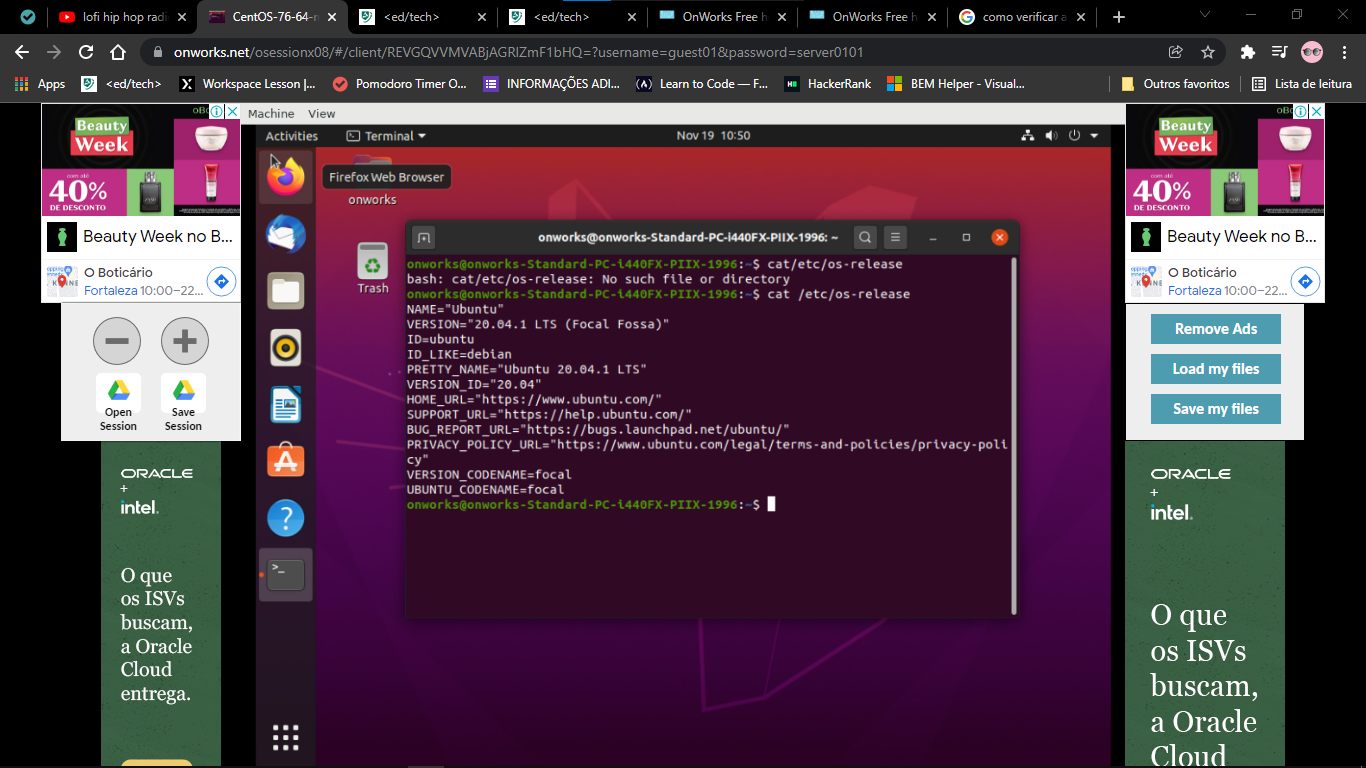 lofi hip hop radi
CentOS-76-64-n
<ed/tech>
<ed/tech>
OnWorks Free h
OnWorks Free h
como verificar a
onworks.net/osessionx08/#/client/REVGQVVMVABjAGRlZmF1bHQ=?username=guest01&password=server0101
Apps
<ed/tech>
Workspace Lesson |...
Pomodoro Timer O...
INFORMAÇÕES ADI...
Learn to Code — F...
HackerRank
BEM Helper - Visual...
Outros favoritos
Lista de leitura
Machine View
Activities
Terminal
Nov 19 10:50
Firefox Web Browser
onworks
Trash
onworks@onworks-Standard-PC-i440FX-PIIX-1996: ~
onworks@onworks-Standard-PC-i440FX-PIIX-1996:~$ cat/etc/os-release
bash: cat/etc/os-release: No such file or directory
onworks@onworks-Standard-PC-i440FX-PIIX-1996:~$ cat /etc/os-release
NAME="Ubuntu"
VERSION="20.04.1 LTS (Focal Fossa)"
ID=ubuntu
ID_LIKE=debian
PRETTY_NAME="Ubuntu 20.04.1 LTS"
VERSION_ID="20.04"
HOME_URL="https://www.ubuntu.com/"
SUPPORT_URL="https://help.ubuntu.com/"
BUG_REPORT_URL="https://bugs.launchpad.net/ubuntu/"
PRIVACY_POLICY_URL="https://www.ubuntu.com/legal/terms-and-policies/privacy-poli
cy"
VERSION_CODENAME=focal
UBUNTU_CODENAME=focal
onworks@onworks-Standard-PC-i440FX-PIIX-1996:~$
Beauty
Week
com até
40%
DE DESCONTO
Beauty Week no B...
O Boticário
Fortaleza 10:00–22...
Open
Session
Save
Session
ORACLE
+
intel.
O que
os ISVs
buscam,
a Oracle
Cloud
entrega.
Beauty
Week
com até
40%
DE DESCONTO
Beauty Week no B...
O Boticário
Fortaleza 10:00–22...
Remove Ads
Load my files
Save my files
ORACLE
+
intel.
O que
os ISVs
buscam,
a Oracle
Cloud